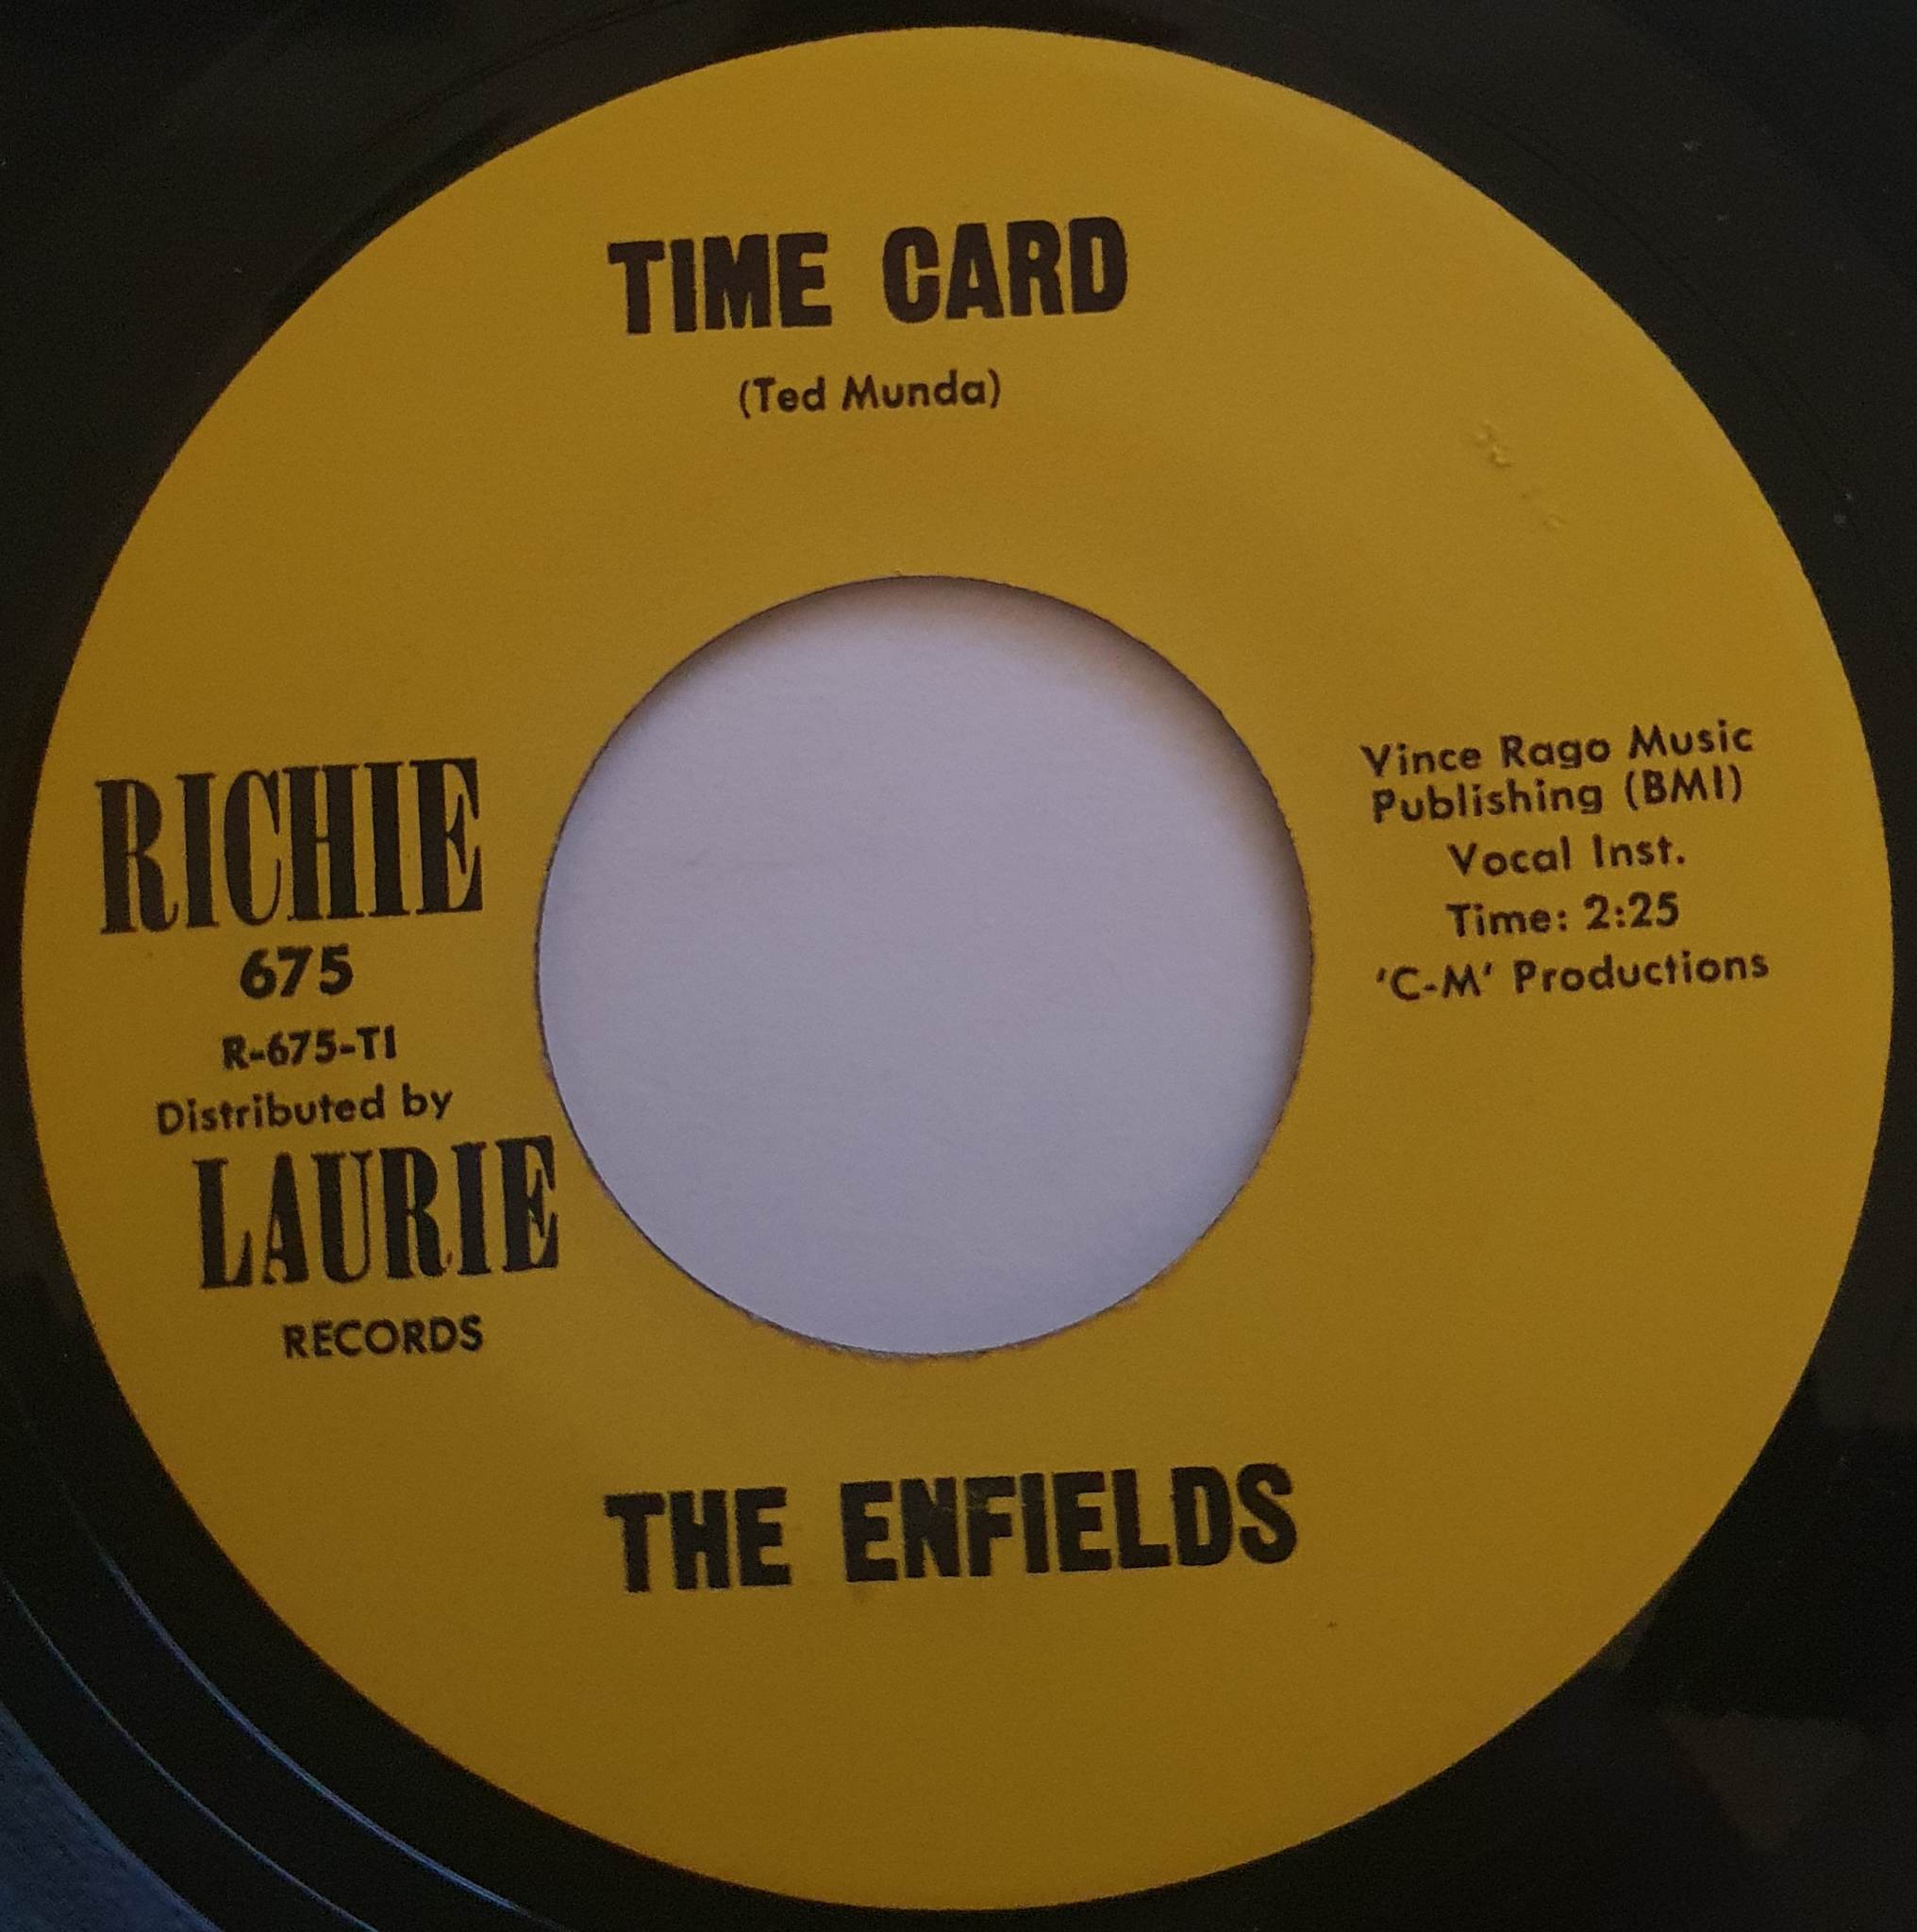 TIME CARD
(Ted Munda)
RICHIE
675
R-675-T1
Distributed by
LAURIE
RECORDS
Vince Rago Music
Publishing (BMI)
Vocal Inst.
Time: 2:25
'C-M' Productions
THE ENFIELDS